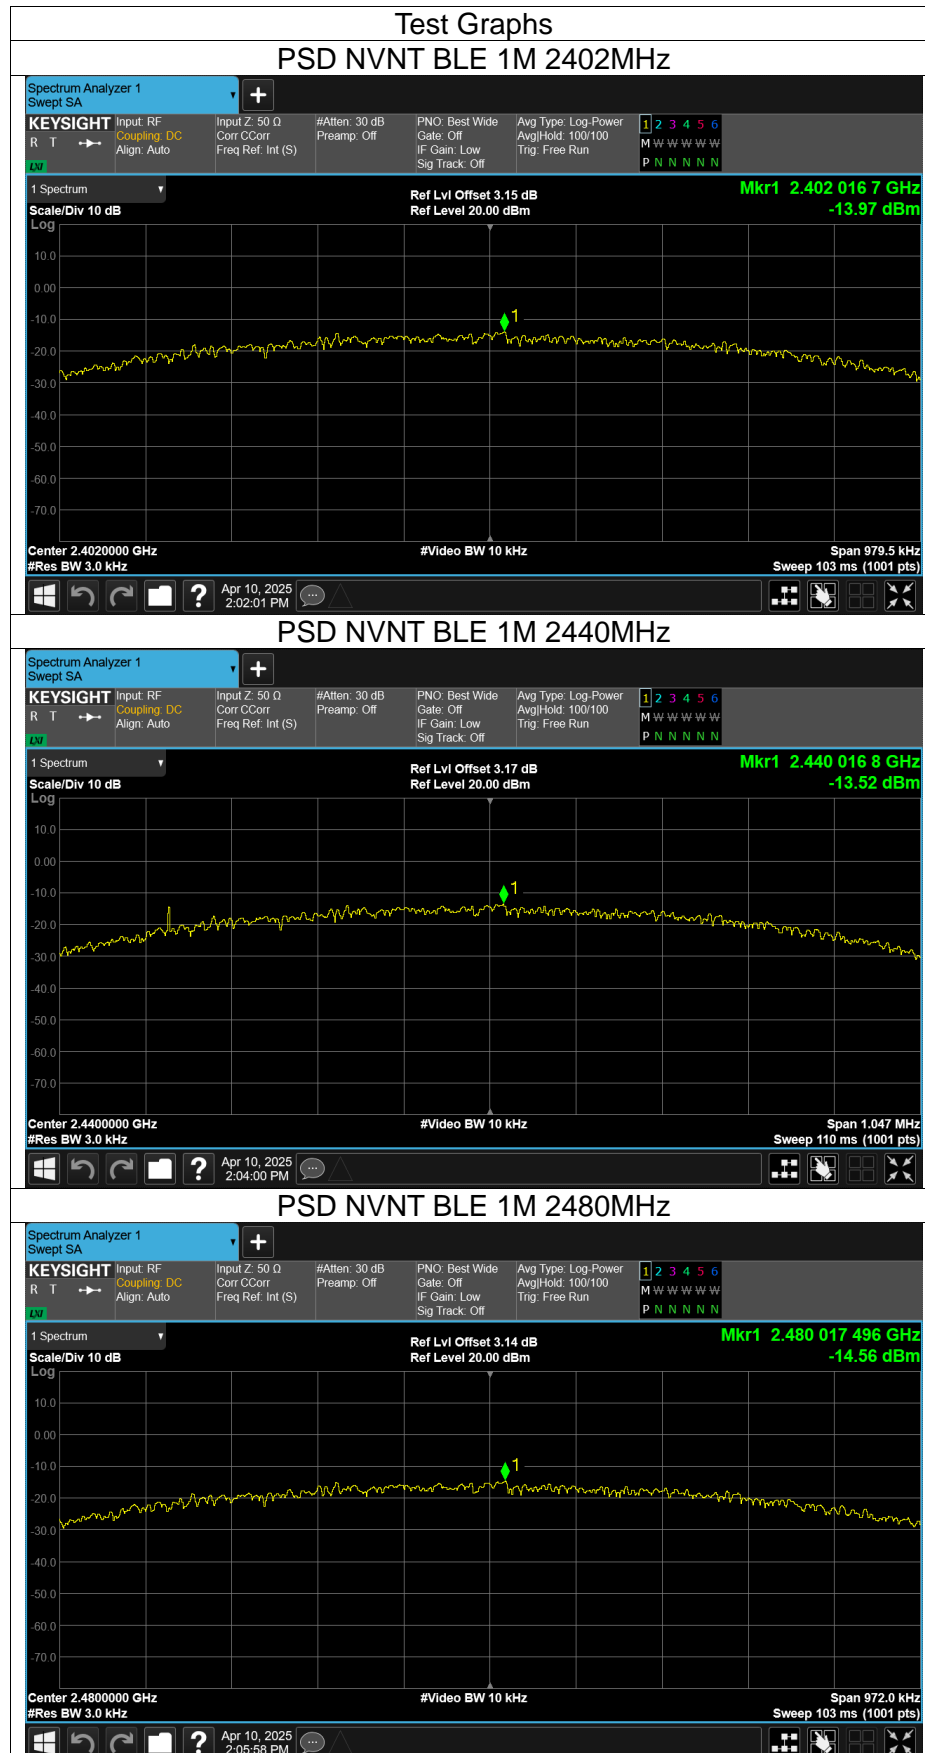 Test Graphs
PSD NVNT BLE 1M 2402MHz
Spectrum Analyzer 1
Swept SA
+
KEYSIGHT Input: RF Input Z: 50 Ω #Atten: 30 dB PNO: Best Wide Avg Type: Log-Power 1 2 3 4 5 6
R T Coupling: DC Corr CCorr Preamp: Off Gate: Off Avg|Hold: 100/100 M W W W W W
Align: Auto Freq Ref: Int (S) IF Gain: Low Trig: Free Run
LXI Sig Track: Off P N N N N N
1 Spectrum Ref Lvl Offset 3.15 dB Mkr1 2.402 016 7 GHz
Scale/Div 10 dB Ref Level 20.00 dBm -13.97 dBm
Log
10.0
0.00
1
-10.0
-20.0
-30.0
-40.0
-50.0
-60.0
-70.0
Center 2.4020000 GHz #Video BW 10 kHz Span 979.5 kHz
#Res BW 3.0 kHz Sweep 103 ms (1001 pts)
? Apr 10, 2025
2:02:01 PM
PSD NVNT BLE 1M 2440MHz
Spectrum Analyzer 1
Swept SA
+
KEYSIGHT Input: RF Input Z: 50 Ω #Atten: 30 dB PNO: Best Wide Avg Type: Log-Power 1 2 3 4 5 6
R T Coupling: DC Corr CCorr Preamp: Off Gate: Off Avg|Hold: 100/100 M W W W W W
Align: Auto Freq Ref: Int (S) IF Gain: Low Trig: Free Run
LXI Sig Track: Off P N N N N N
1 Spectrum Ref Lvl Offset 3.17 dB Mkr1 2.440 016 8 GHz
Scale/Div 10 dB Ref Level 20.00 dBm -13.52 dBm
Log
10.0
0.00
1
-10.0
-20.0
-30.0
-40.0
-50.0
-60.0
-70.0
Center 2.4400000 GHz #Video BW 10 kHz Span 1.047 MHz
#Res BW 3.0 kHz Sweep 110 ms (1001 pts)
? Apr 10, 2025
2:04:00 PM
PSD NVNT BLE 1M 2480MHz
Spectrum Analyzer 1
Swept SA
+
KEYSIGHT Input: RF Input Z: 50 Ω #Atten: 30 dB PNO: Best Wide Avg Type: Log-Power 1 2 3 4 5 6
R T Coupling: DC Corr CCorr Preamp: Off Gate: Off Avg|Hold: 100/100 M W W W W W
Align: Auto Freq Ref: Int (S) IF Gain: Low Trig: Free Run
LXI Sig Track: Off P N N N N N
1 Spectrum Ref Lvl Offset 3.14 dB Mkr1 2.480 017 496 GHz
Scale/Div 10 dB Ref Level 20.00 dBm -14.56 dBm
Log
10.0
0.00
1
-10.0
-20.0
-30.0
-40.0
-50.0
-60.0
-70.0
Center 2.4800000 GHz #Video BW 10 kHz Span 972.0 kHz
#Res BW 3.0 kHz Sweep 103 ms (1001 pts)
? Apr 10, 2025
2:05:58 PM